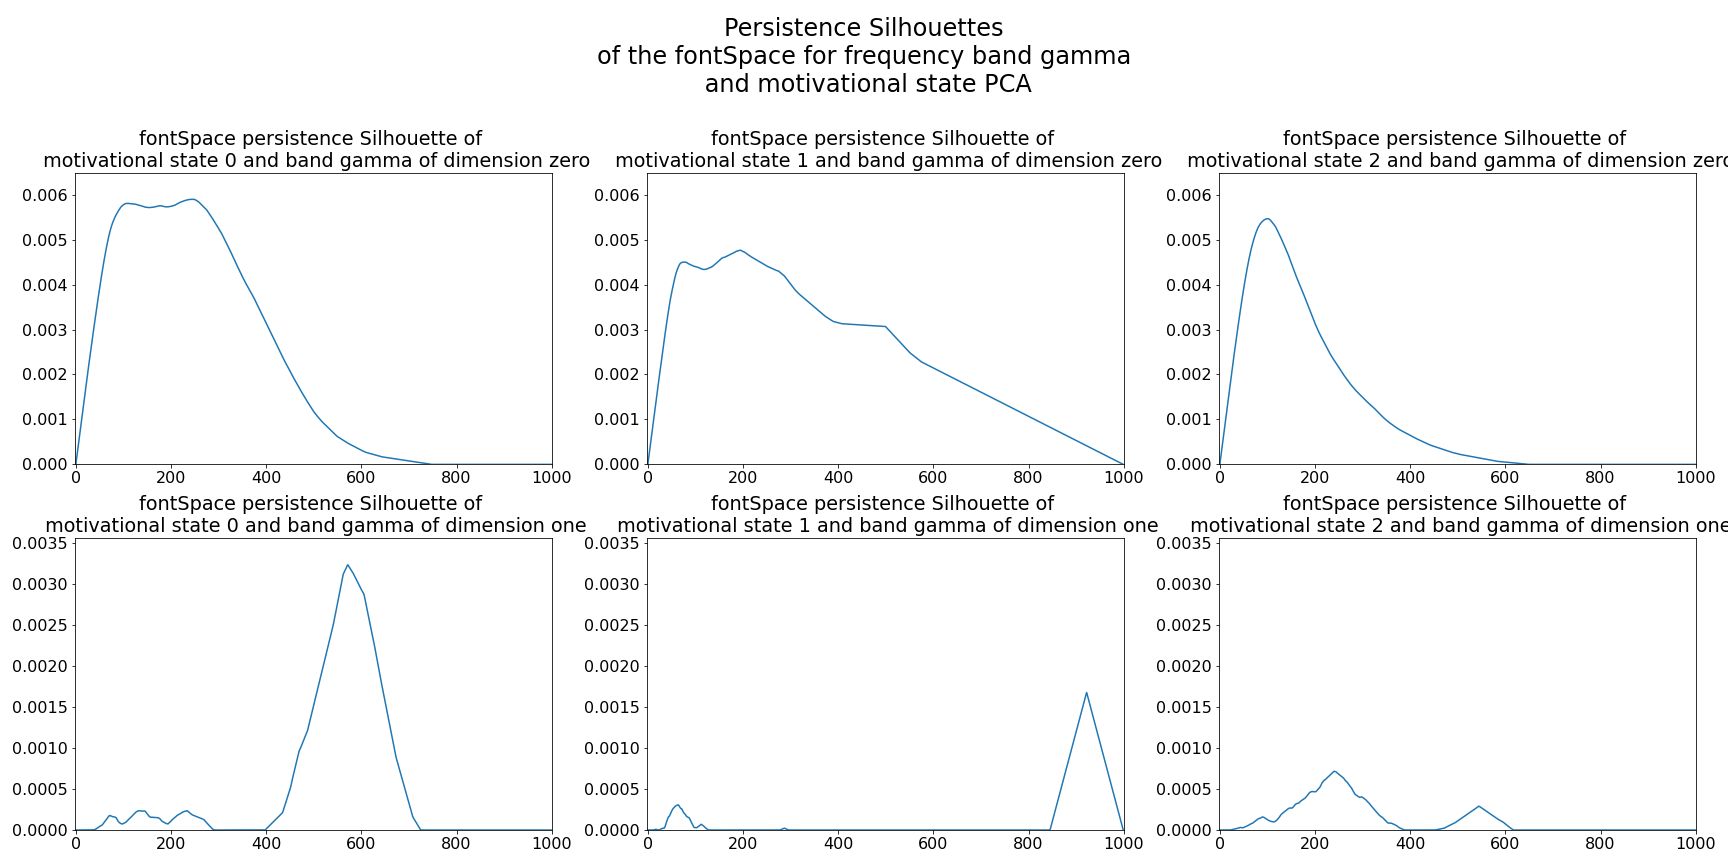 Persistence Silhouettes
of the fontSpace for frequency band gamma
and motivational state PCA
fontSpace persistence Silhouette of
motivational state 0 and band gamma of dimension zero
0.006
0.005
0.004
0.003
0.002
0.001
0.000
0 200 400 600 800 1000
fontSpace persistence Silhouette of
motivational state 1 and band gamma of dimension zero
0.006
0.005
0.004
0.003
0.002
0.001
0.000
0 200 400 600 800 1000
fontSpace persistence Silhouette of
motivational state 2 and band gamma of dimension zero
0.006
0.005
0.004
0.003
0.002
0.001
0.000
0 200 400 600 800 1000
fontSpace persistence Silhouette of
motivational state 0 and band gamma of dimension one
0.0035
0.0030
0.0025
0.0020
0.0015
0.0010
0.0005
0.0000
0 200 400 600 800 1000
fontSpace persistence Silhouette of
motivational state 1 and band gamma of dimension one
0.0035
0.0030
0.0025
0.0020
0.0015
0.0010
0.0005
0.0000
0 200 400 600 800 1000
fontSpace persistence Silhouette of
motivational state 2 and band gamma of dimension one
0.0035
0.0030
0.0025
0.0020
0.0015
0.0010
0.0005
0.0000
0 200 400 600 800 1000